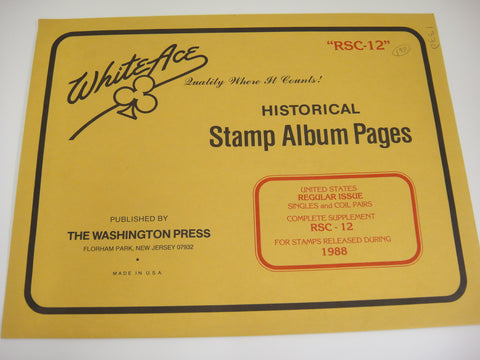 "RSC-12"
White Ace
Quality Where It Counts!
HISTORICAL
Stamp Album Pages
UNITED STATES
REGULAR ISSUE
SINGLES and COIL PAIRS
COMPLETE SUPPLEMENT
RSC - 12
FOR STAMPS RELEASED DURING
1988
PUBLISHED BY
THE WASHINGTON PRESS
FLORHAM PARK, NEW JERSEY 07932
MADE IN U.S.A.